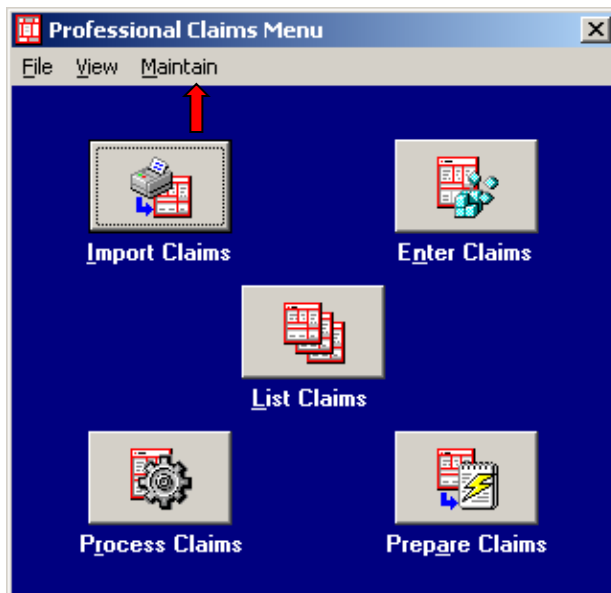 Professional Claims Menu
File View Maintain
Import Claims Enter Claims
List Claims
Process Claims Prepare Claims